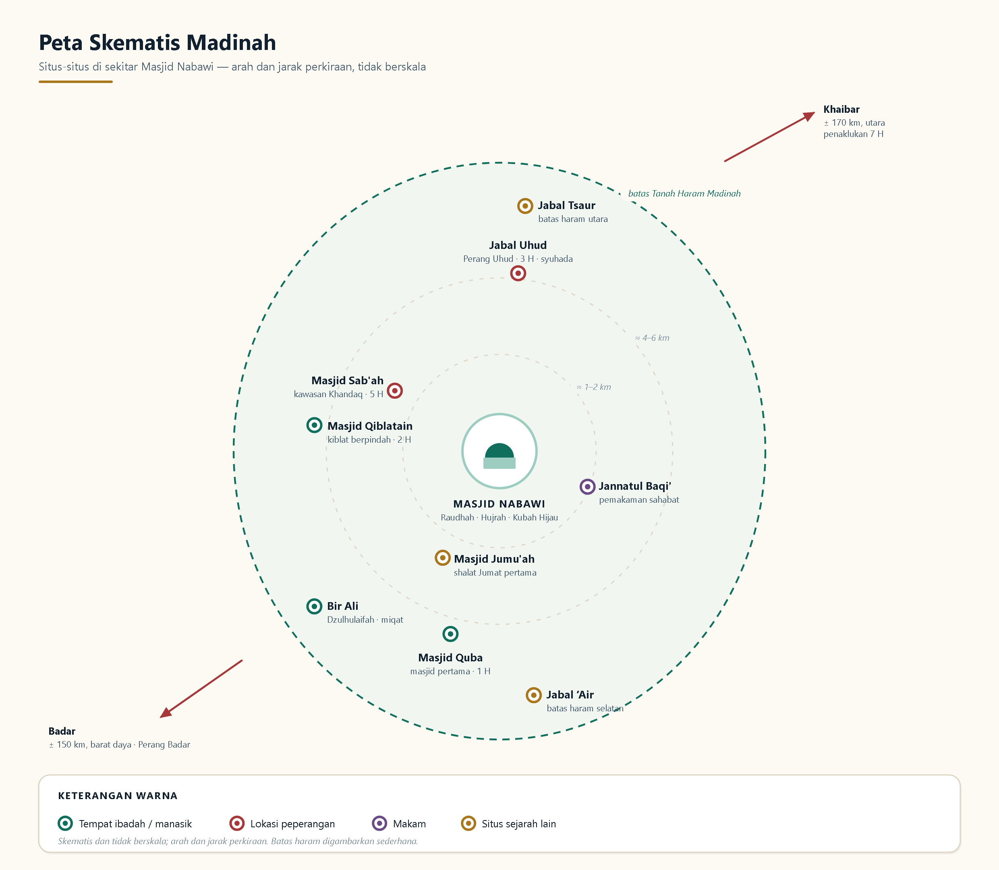 Peta Skematis Madinah
Situs-situs di sekitar Masjid Nabawi — arah dan jarak perkiraan, tidak berskala
Khaibar
± 170 km, utara
penaklukan 7 H
batas Tanah Haram Madinah
Jabal Tsaur
batas haram utara
Jabal Uhud
Perang Uhud · 3 H · syuhada
≈ 4–6 km
Masjid Sab'ah
kawasan Khandaq · 5 H
≈ 1–2 km
Masjid Qiblatain
kiblat berpindah · 2 H
Jannatul Baqi'
pemakaman sahabat
MASJID NABAWI
Raudhah · Hujrah · Kubah Hijau
Masjid Jumu'ah
shalat Jumat pertama
Bir Ali
Dzulhulaifah · miqat
Masjid Quba
masjid pertama · 1 H
Jabal ‘Air
batas haram selatan
Badar
± 150 km, barat daya · Perang Badar
KETERANGAN WARNA
Tempat ibadah / manasik
Lokasi peperangan
Makam
Situs sejarah lain
Skematis dan tidak berskala; arah dan jarak perkiraan. Batas haram digambarkan sederhana.